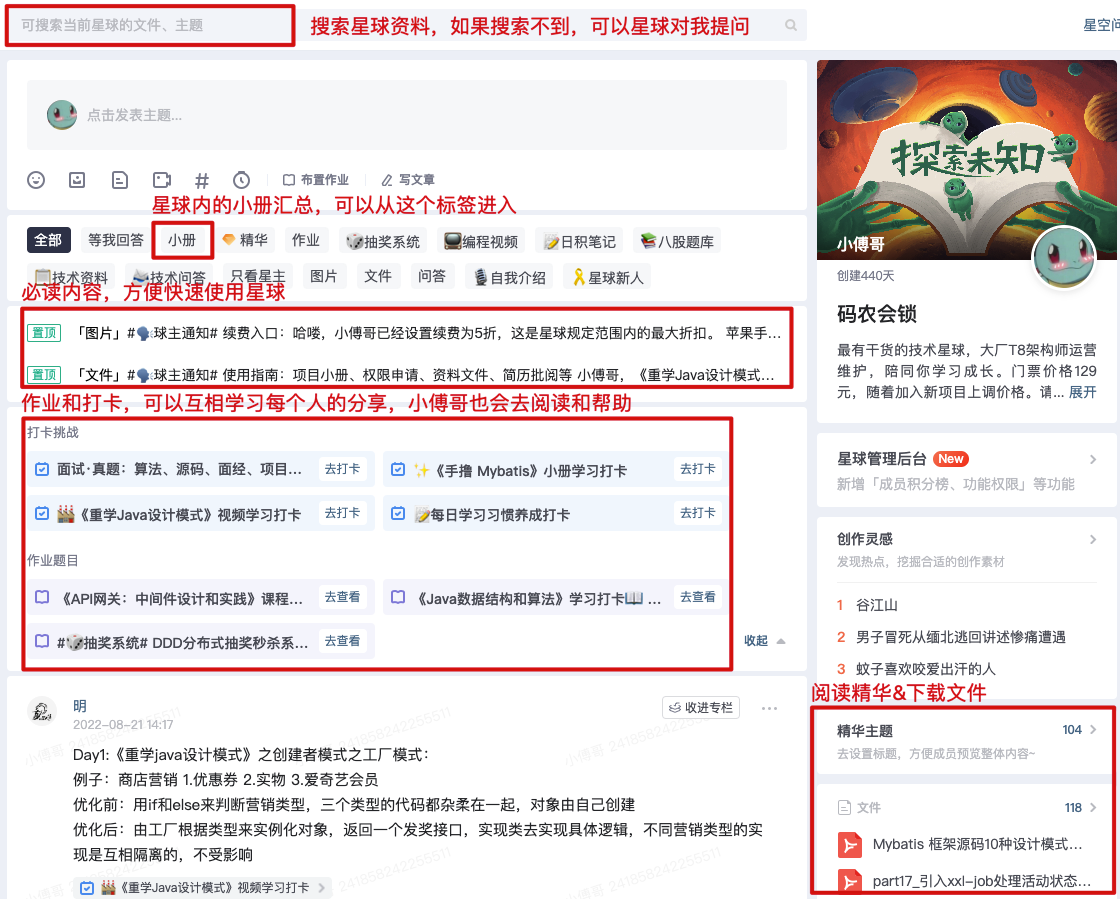 可搜索当前星球的文件、主题
搜索星球资料，如果搜索不到，可以星球对我提问
星空问
点击发表主题...
布置作业
写文章
星球内的小册汇总，可以从这个标签进入
全部 等我回答 小册 精华 作业 抽奖系统 编程视频 日积笔记 八股题库
技术资料 技术问答 只看星主 图片 文件 问答 自我介绍 星球新人
必读内容，方便快速使用星球
置顶 「图片」#🗣球主通知# 续费入口：哈喽，小傅哥已经设置续费为5折，这是星球规定范围内的最大折扣。 苹果手...
置顶 「文件」#🗣球主通知# 使用指南：项目小册、权限申请、资料文件、简历批阅等 小傅哥，《重学Java设计模式...
作业和打卡，可以互相学习每个人的分享，小傅哥也会去阅读和帮助
打卡挑战
面试·真题：算法、源码、面经、项目... 去打卡
✨《手撸 Mybatis》小册学习打卡 去打卡
《重学Java设计模式》视频学习打卡 去打卡
📝每日学习习惯养成打卡 去打卡
作业题目
《API网关：中间件设计和实践》课程... 去查看
《Java数据结构和算法》学习打卡📖 ... 去查看
#🎲抽奖系统# DDD分布式抽奖秒杀系... 去查看
收起
明
2022-08-21 14:17
收进专栏
Day1:《重学java设计模式》之创建者模式之工厂模式：
例子：商店营销 1.优惠券 2.实物 3.爱奇艺会员
优化前：用if和else来判断营销类型，三个类型的代码都杂柔在一起，对象由自己创建
优化后：由工厂根据类型来实例化对象，返回一个发奖接口，实现类去实现具体逻辑，不同营销类型的实
现是互相隔离的，不受影响
《重学Java设计模式》视频学习打卡
小傅哥 241858242255511
小傅哥 241858242255511
探索未知
小傅哥
创建440天
码农会锁
最有干货的技术星球，大厂T8架构师运营
维护，陪同你学习成长。门票价格129
元，随着加入新项目上调价格。请... 展开
星球管理后台 New
新增「成员积分榜、功能权限」等功能
创作灵感
发现热点，挖掘合适的创作素材
1 谷江山
2 男子冒死从缅北逃回讲述惨痛遭遇
3 蚊子喜欢咬爱出汗的人
阅读精华&下载文件
精华主题 104
去设置标题，方便成员预览整体内容~
文件 118
Mybatis 框架源码10种设计模式...
part17_引入xxl-job处理活动状态...